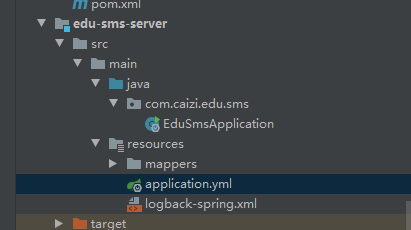 pom.xml
edu-sms-server
src
main
java
com.caizi.edu.sms
EduSmsApplication
resources
mappers
application.yml
logback-spring.xml
target